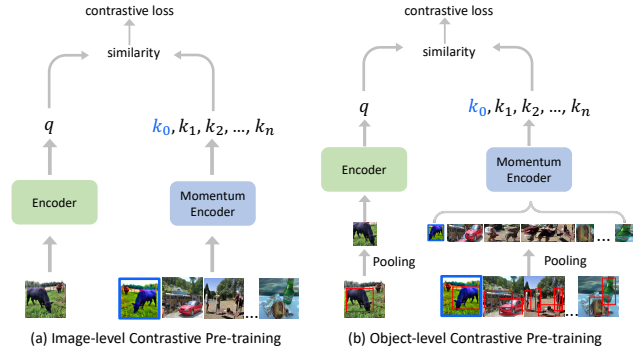 contrastive loss
similarity
q
k0, k1, k2, ..., kn
Encoder
Momentum
Encoder
...
(a) Image-level Contrastive Pre-training
contrastive loss
similarity
q
k0, k1, k2, ..., kn
Encoder
Momentum
Encoder
...
Pooling
Pooling
...
(b) Object-level Contrastive Pre-training